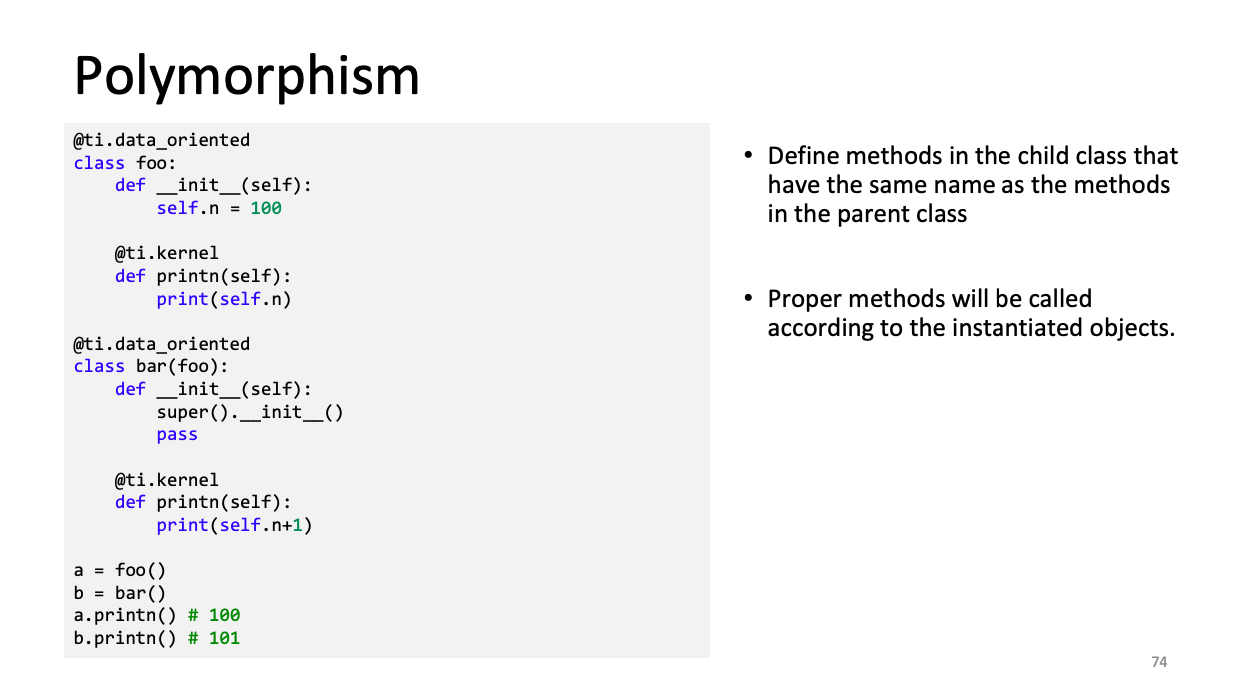 Polymorphism
@ti.data_oriented
class foo:
    def __init__(self):
        self.n = 100

    @ti.kernel
    def printn(self):
        print(self.n)

@ti.data_oriented
class bar(foo):
    def __init__(self):
        super().__init__()
        pass

    @ti.kernel
    def printn(self):
        print(self.n+1)

a = foo()
b = bar()
a.printn() # 100
b.printn() # 101
• Define methods in the child class that
have the same name as the methods
in the parent class
• Proper methods will be called
according to the instantiated objects.
74